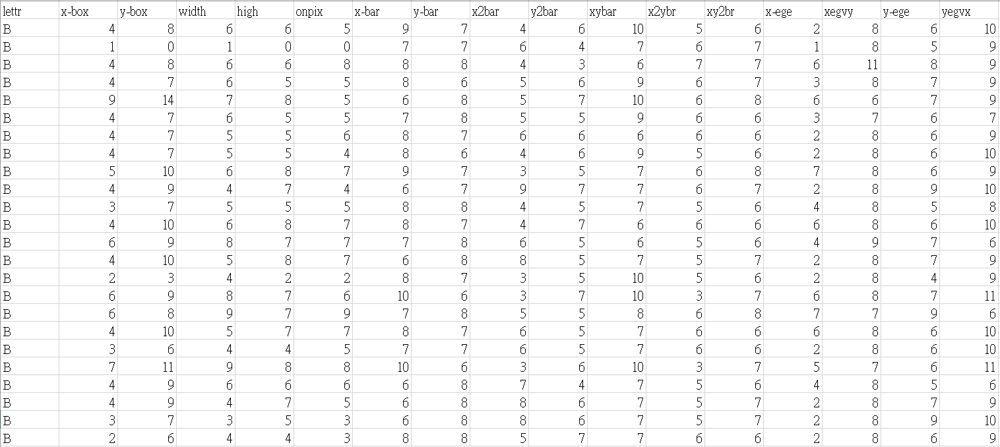 lettr x-box y-box width high onpix x-bar y-bar x2bar y2bar xybar x2ybr xy2br x-ege xegvy y-ege yegvx
B 4 8 6 6 5 9 7 4 6 10 5 6 2 8 6 10
B 1 0 1 0 0 7 7 6 4 7 6 7 1 8 5 9
B 4 8 6 6 8 8 8 4 3 6 7 7 6 11 8 9
B 4 7 6 5 5 8 6 5 6 9 6 7 3 8 7 9
B 9 14 7 8 5 6 8 5 7 10 6 8 6 6 7 9
B 4 7 6 5 5 7 8 5 5 9 6 6 3 7 6 7
B 4 7 5 5 6 8 7 6 6 6 6 6 2 8 6 9
B 4 7 5 5 4 8 6 4 6 9 5 6 2 8 6 10
B 5 10 6 8 7 9 7 3 5 7 6 8 7 8 6 9
B 4 9 4 7 4 6 7 9 7 7 6 7 2 8 9 10
B 3 7 5 5 5 8 8 4 5 7 5 6 4 8 5 8
B 4 10 6 8 7 8 7 4 7 6 6 6 6 8 6 10
B 6 9 8 7 7 7 8 6 5 6 5 6 4 9 7 6
B 4 10 5 8 7 6 8 8 5 7 5 7 2 8 7 9
B 2 3 4 2 2 8 7 3 5 10 5 6 2 8 4 9
B 6 9 8 7 6 10 6 3 7 10 3 7 6 8 7 11
B 6 8 9 7 9 7 8 5 5 8 6 8 7 7 9 6
B 4 10 5 7 7 8 7 6 5 7 6 6 6 8 6 10
B 3 6 4 4 5 7 7 6 5 7 6 6 2 8 6 10
B 7 11 9 8 8 10 6 3 6 10 3 7 5 7 6 11
B 4 9 6 6 6 6 8 7 4 7 5 6 4 8 5 6
B 4 9 4 7 5 6 8 8 6 7 5 7 2 8 7 9
B 3 7 3 5 3 6 8 8 6 7 5 7 2 8 9 10
B 2 6 4 4 3 8 8 5 7 7 6 6 2 8 6 9